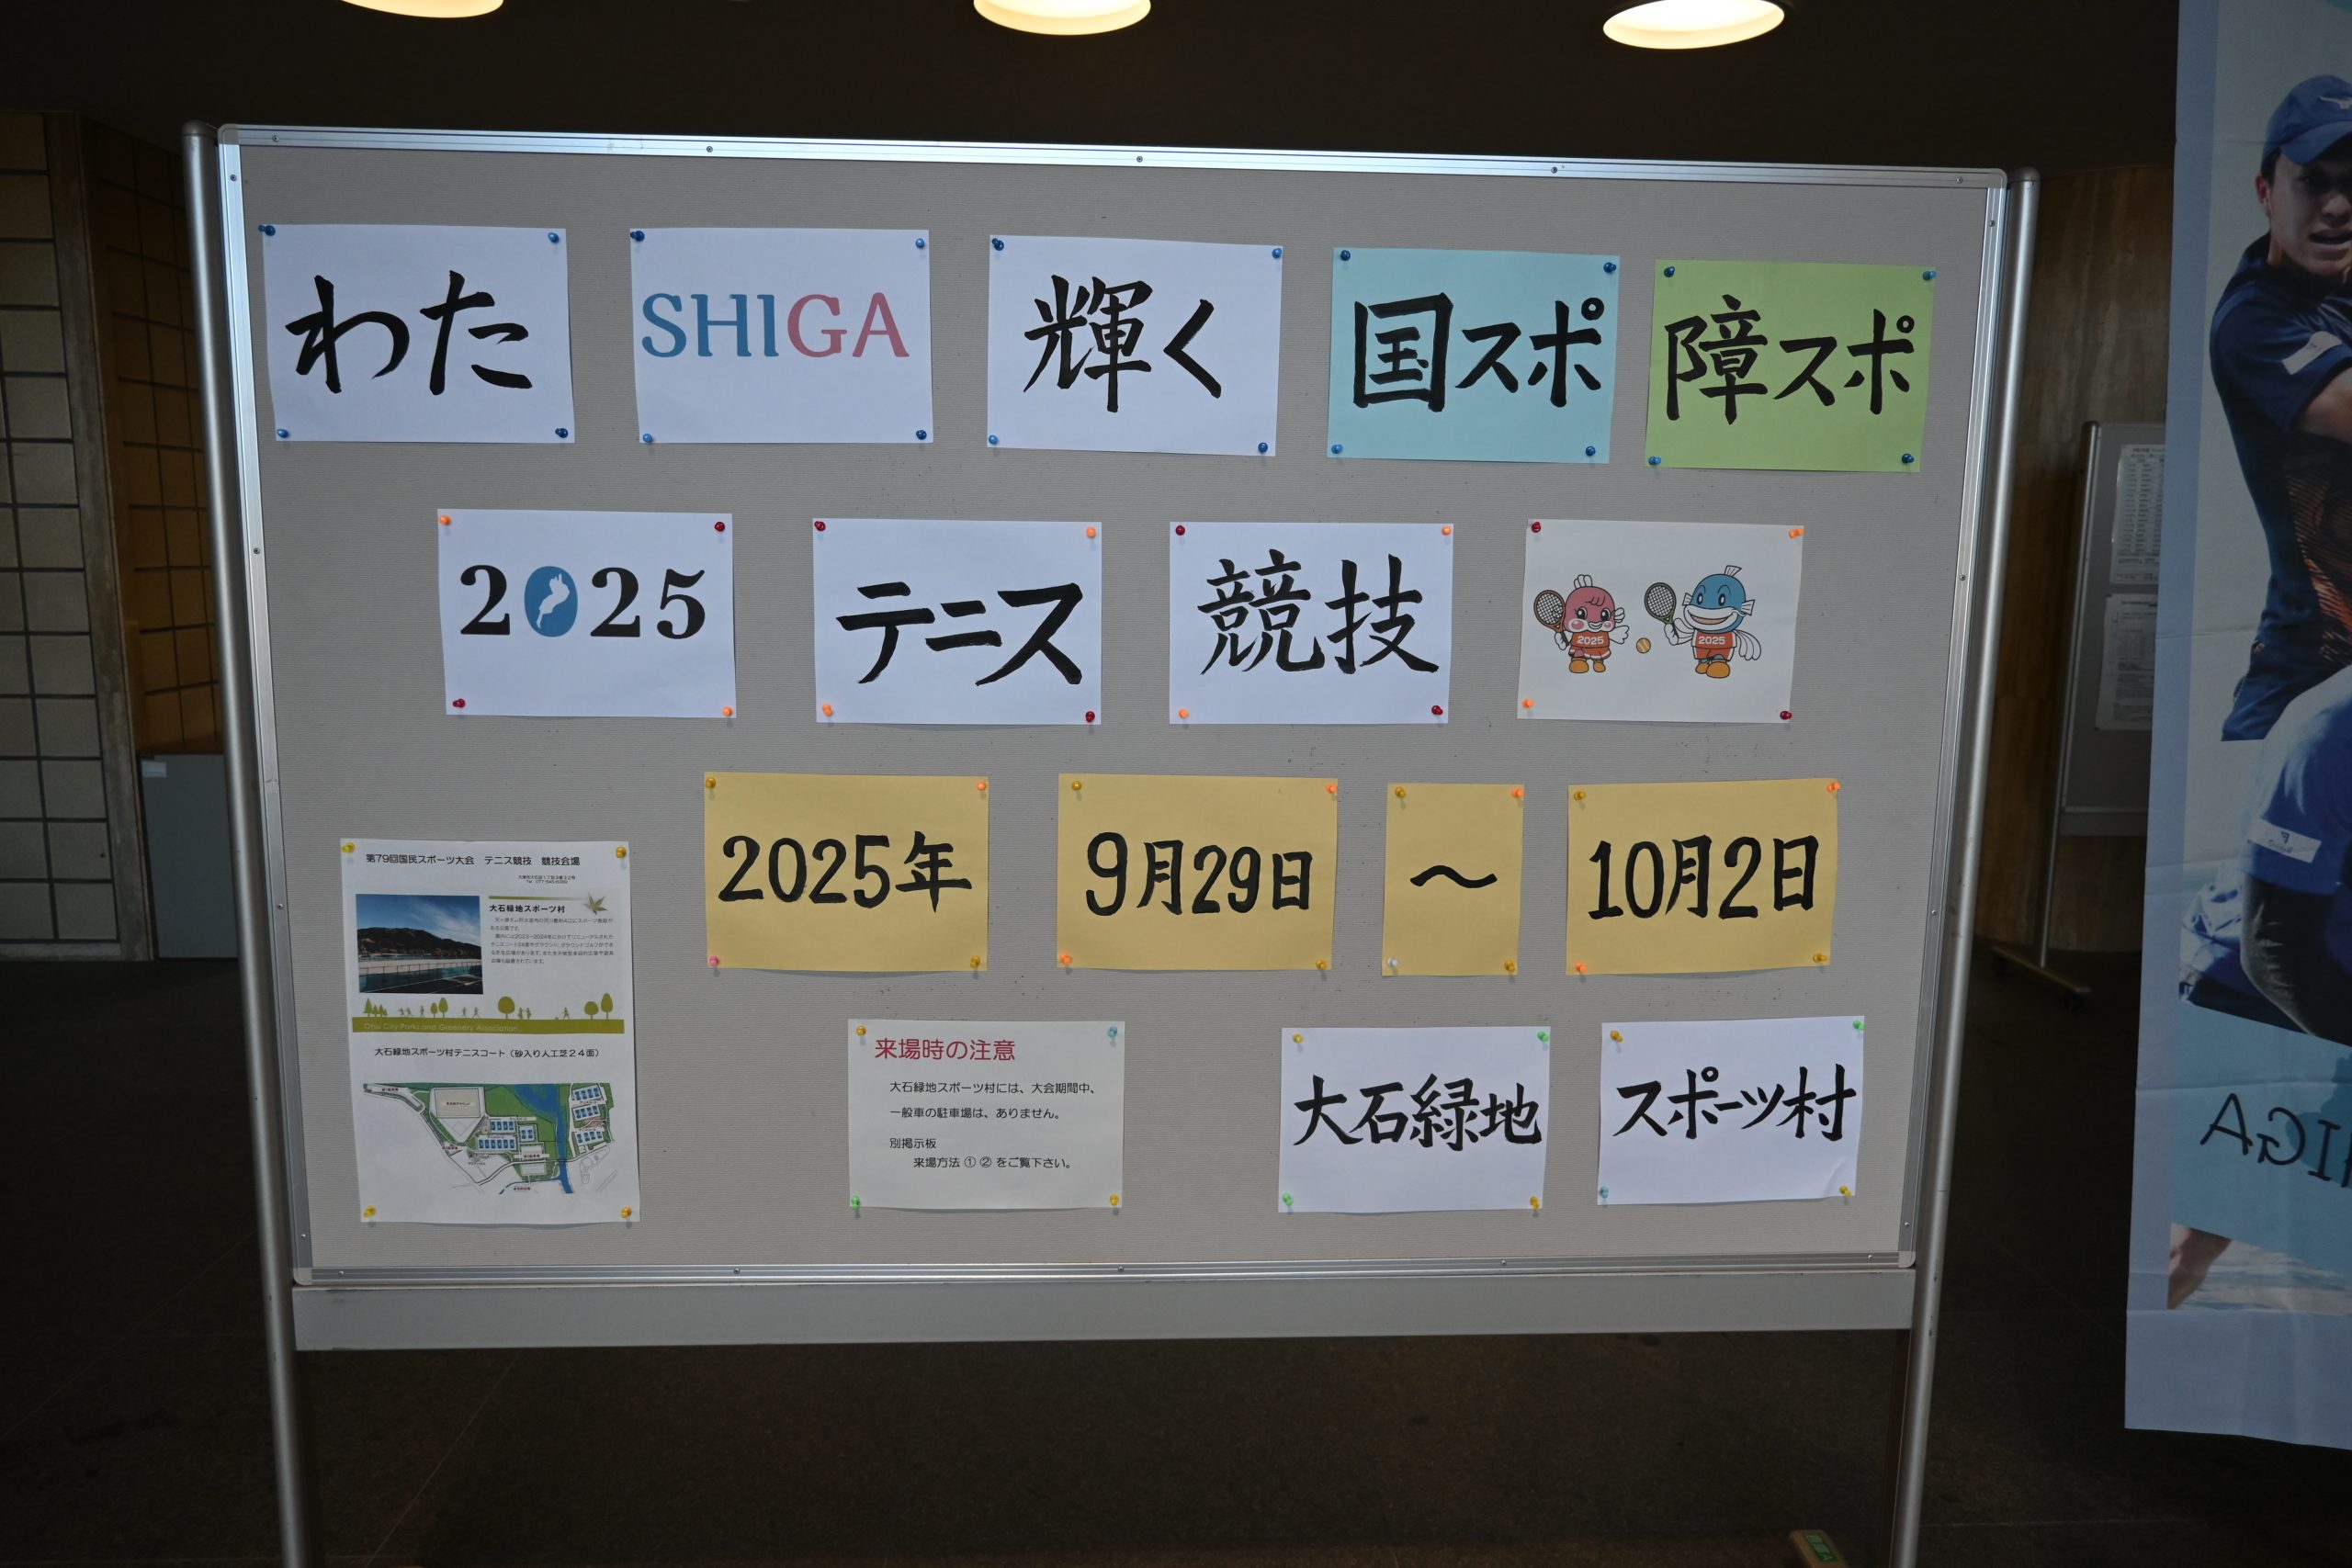 わた SHIGA 輝く 国スポ 障スポ
2025 テニス 競技
2025 2025
2025年 9月29日 ～ 10月2日
第79回国民スポーツ大会　テニス競技　競技会場
大石緑地スポーツ村
Otsu City Parks and Greenery Association
大石緑地スポーツ村テニスコート（砂入り人工芝２４面）
来場時の注意
大石緑地スポーツ村には、大会期間中、
一般車の駐車場は、ありません。
別掲示板
来場方法 ① ② をご覧下さい。
大石緑地 スポーツ村